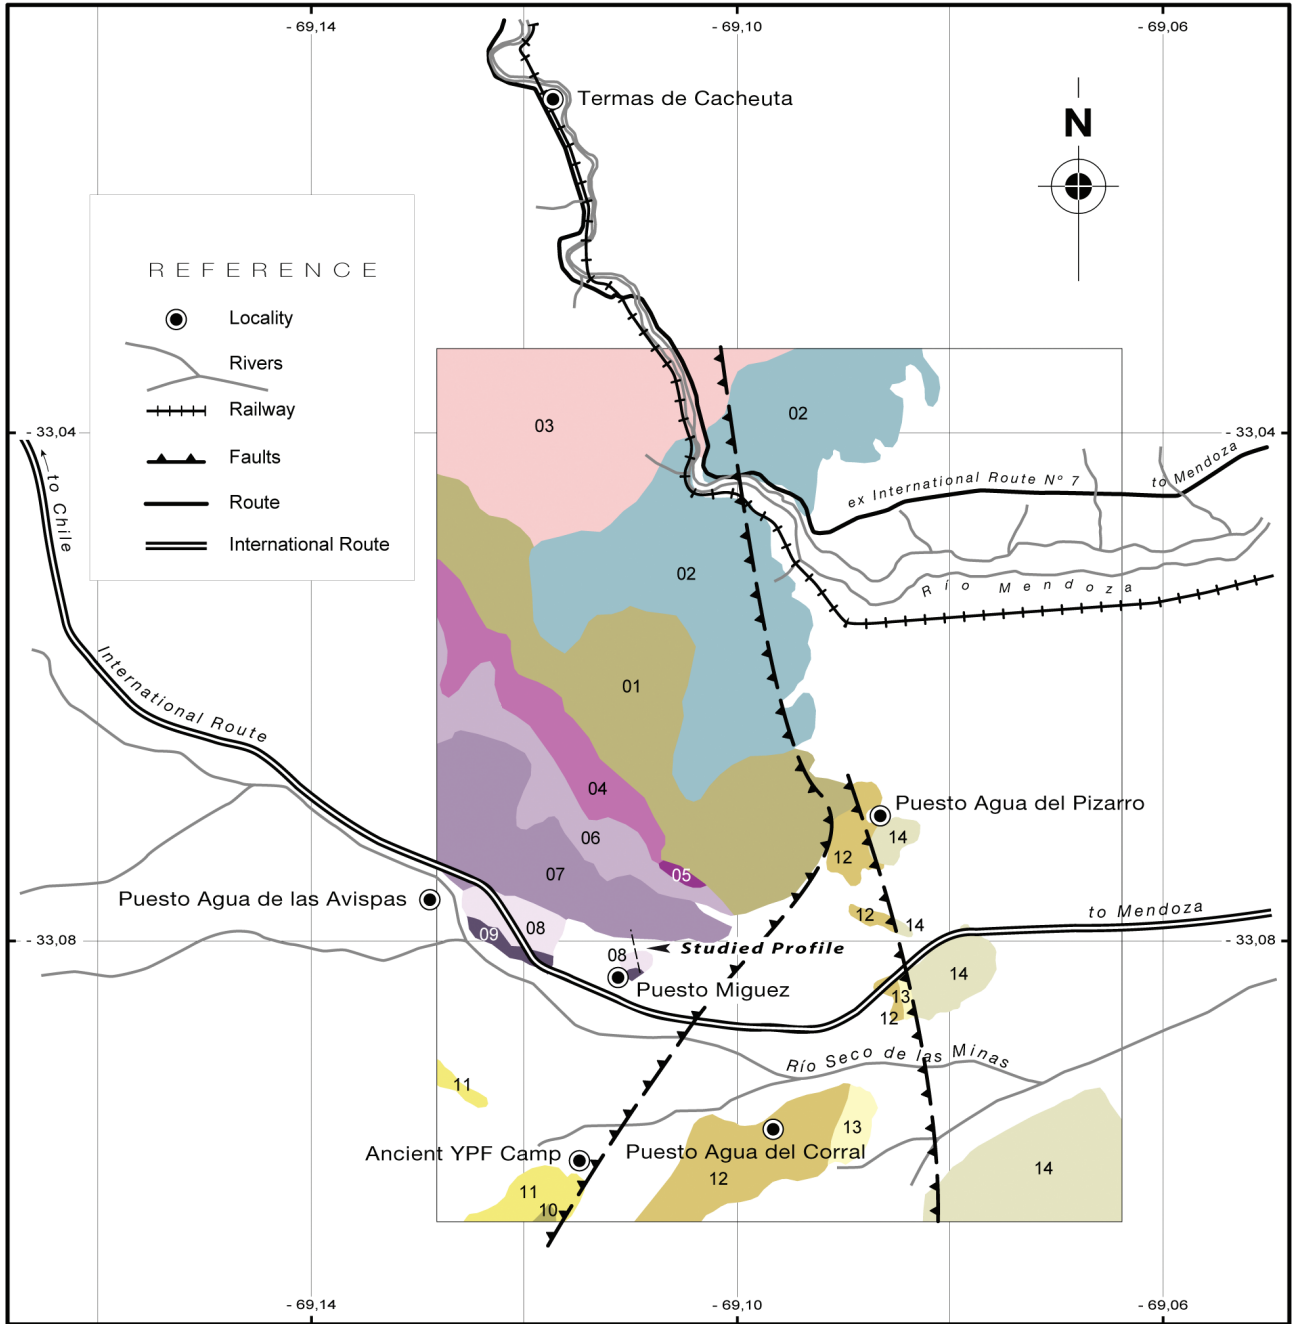 - 69,14
- 69,10
- 69,06
Termas de Cacheuta
N
REFERENCE
Locality
Rivers
Railway
Faults
Route
International Route
03
02
- 33,04
- 33,04
to Chile
ex International Route Nº 7
to Mendoza
02
Río Mendoza
International Route
01
04
Puesto Agua del Pizarro
06
14
12
07
05
Puesto Agua de las Avispas
12
14
to Mendoza
09
08
- 33,08
- 33,08
08
Studied Profile
14
Puesto Miguez
13
12
Río Seco de las Minas
11
13
Ancient YPF Camp
Puesto Agua del Corral
14
12
11
10
- 69,14
- 69,10
- 69,06